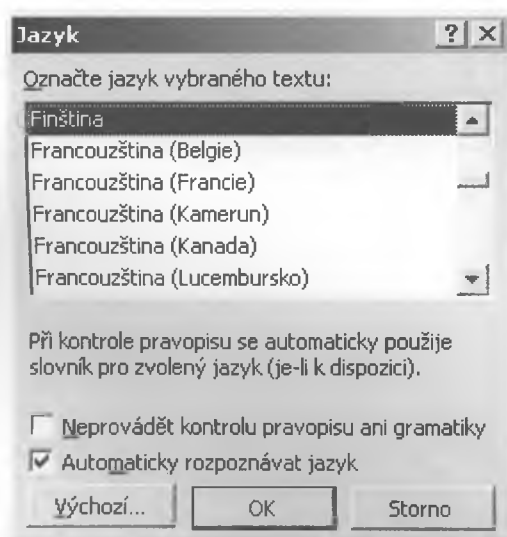 Jazyk
Označte jazyk vybraného textu:
Finština
Francouzština (Belgie)
Francouzština (Francie)
Francouzština (Kamerun)
Francouzština (Kanada)
Francouzština (Lucembursko)
Při kontrole pravopisu se automaticky použije
slovník pro zvolený jazyk (je-li k dispozici).
Neprovádět kontrolu pravopisu ani gramatiky
Automaticky rozpoznávat jazyk
Výchozí... OK Storno